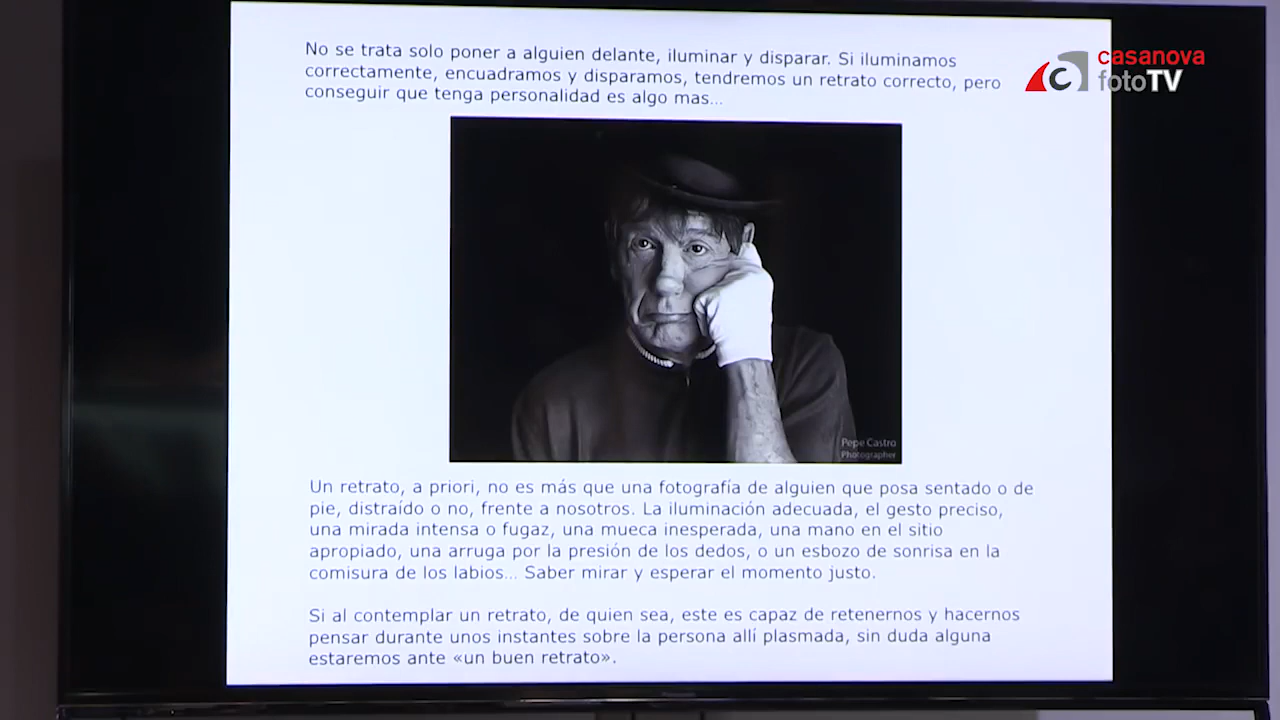 No se trata solo poner a alguien delante, iluminar y disparar. Si iluminamos
correctamente, encuadramos y disparamos, tendremos un retrato correcto, pero
conseguir que tenga personalidad es algo mas...
casanova
fotoTV
Pepe Castro
Photographer
Un retrato, a priori, no es más que una fotografía de alguien que posa sentado o de
pie, distraído o no, frente a nosotros. La iluminación adecuada, el gesto preciso,
una mirada intensa o fugaz, una mueca inesperada, una mano en el sitio
apropiado, una arruga por la presión de los dedos, o un esbozo de sonrisa en la
comisura de los labios... Saber mirar y esperar el momento justo.
Si al contemplar un retrato, de quien sea, este es capaz de retenernos y hacernos
pensar durante unos instantes sobre la persona allí plasmada, sin duda alguna
estaremos ante «un buen retrato».
Panasonic